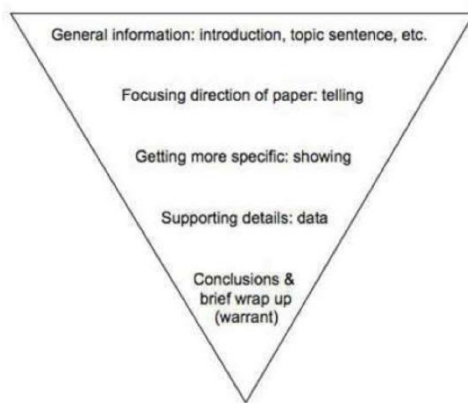 General information: introduction, topic sentence, etc.
Focusing direction of paper: telling
Getting more specific: showing
Supporting details: data
Conclusions &
brief wrap up
(warrant)